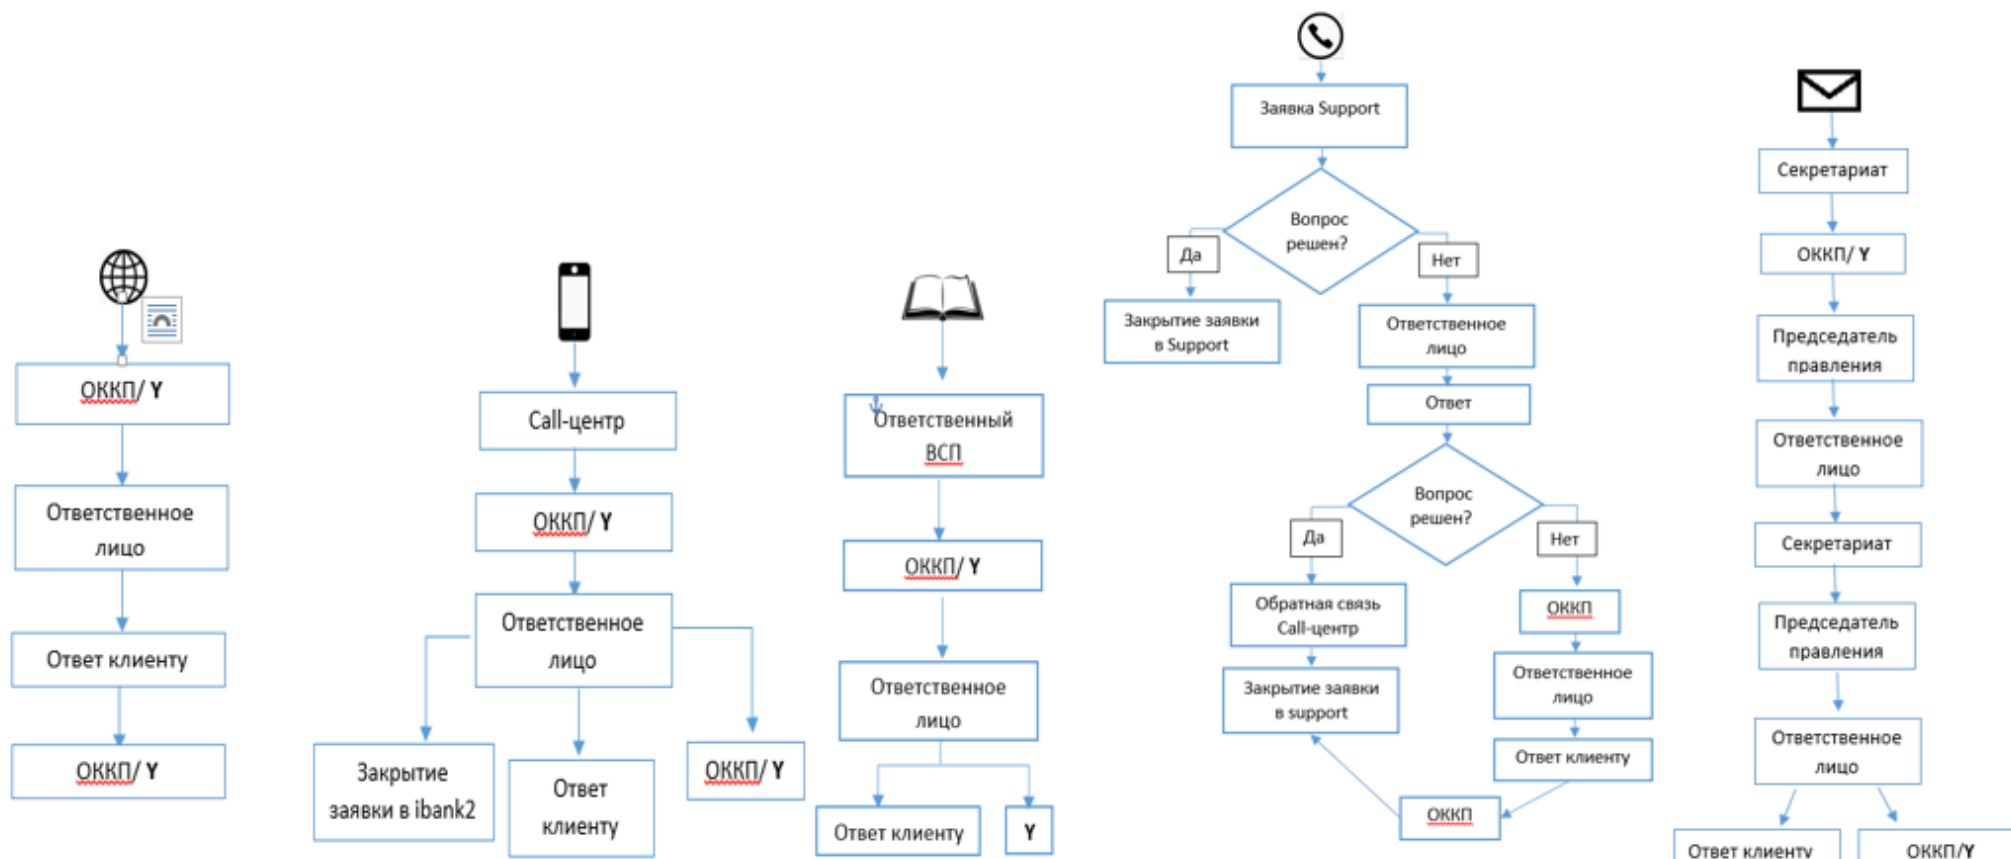 ОККП/ Y
Ответственное
лицо
Ответ клиенту
ОККП/ Y
Call-центр
ОККП/ Y
Ответственное
лицо
Закрытие
заявки в ibank2
Ответ
клиенту
ОККП/ Y
Ответственный
ВСП
ОККП/ Y
Ответственное
лицо
Ответ клиенту
Y
Заявка Support
Вопрос
решен?
Да
Нет
Закрытие заявки
в Support
Ответственное
лицо
Ответ
Вопрос
решен?
Да
Нет
Обратная связь
Call-центр
Закрытие заявки
в support
ОККП
Ответственное
лицо
Ответ клиенту
ОККП
Секретариат
ОККП/ Y
Председатель
правления
Ответственное
лицо
Секретариат
Председатель
правления
Ответственное
лицо
Ответ клиенту
ОККП/Y